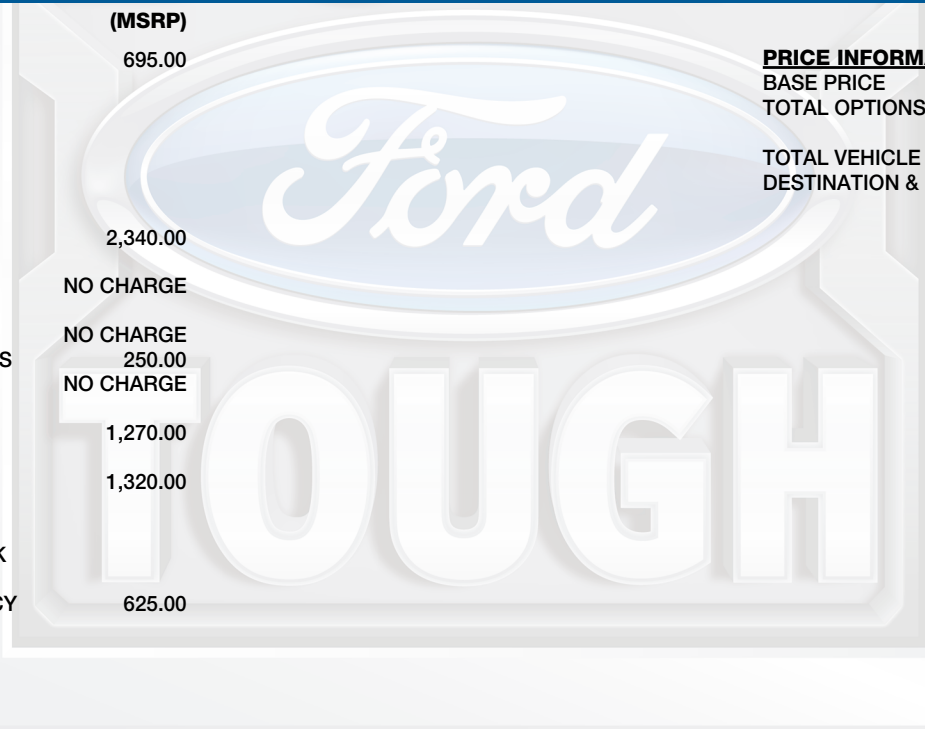 (MSRP)
695.00
2,340.00
NO CHARGE
NO CHARGE
S 250.00
NO CHARGE
1,270.00
1,320.00
K
CY 625.00
PRICE INFORMA
BASE PRICE
TOTAL OPTIONS
TOTAL VEHICLE
DESTINATION &
Ford
TOUGH